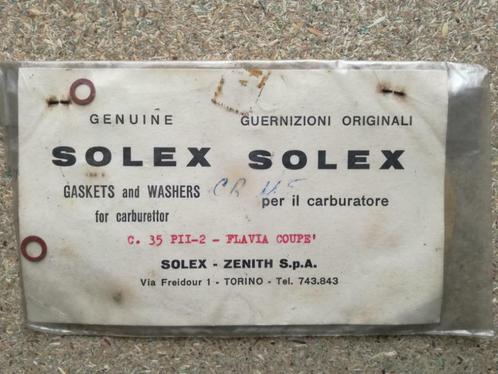 GENUINE GUERNIZIONI ORIGINALI
SOLEX SOLEX
GASKETS and WASHERS per il carburatore
for carburettor
C. 35 PII-2 - FLAVIA COUPE'
SOLEX - ZENITH S.p.A.
Via Freidour 1 - TORINO - Tel. 743.843